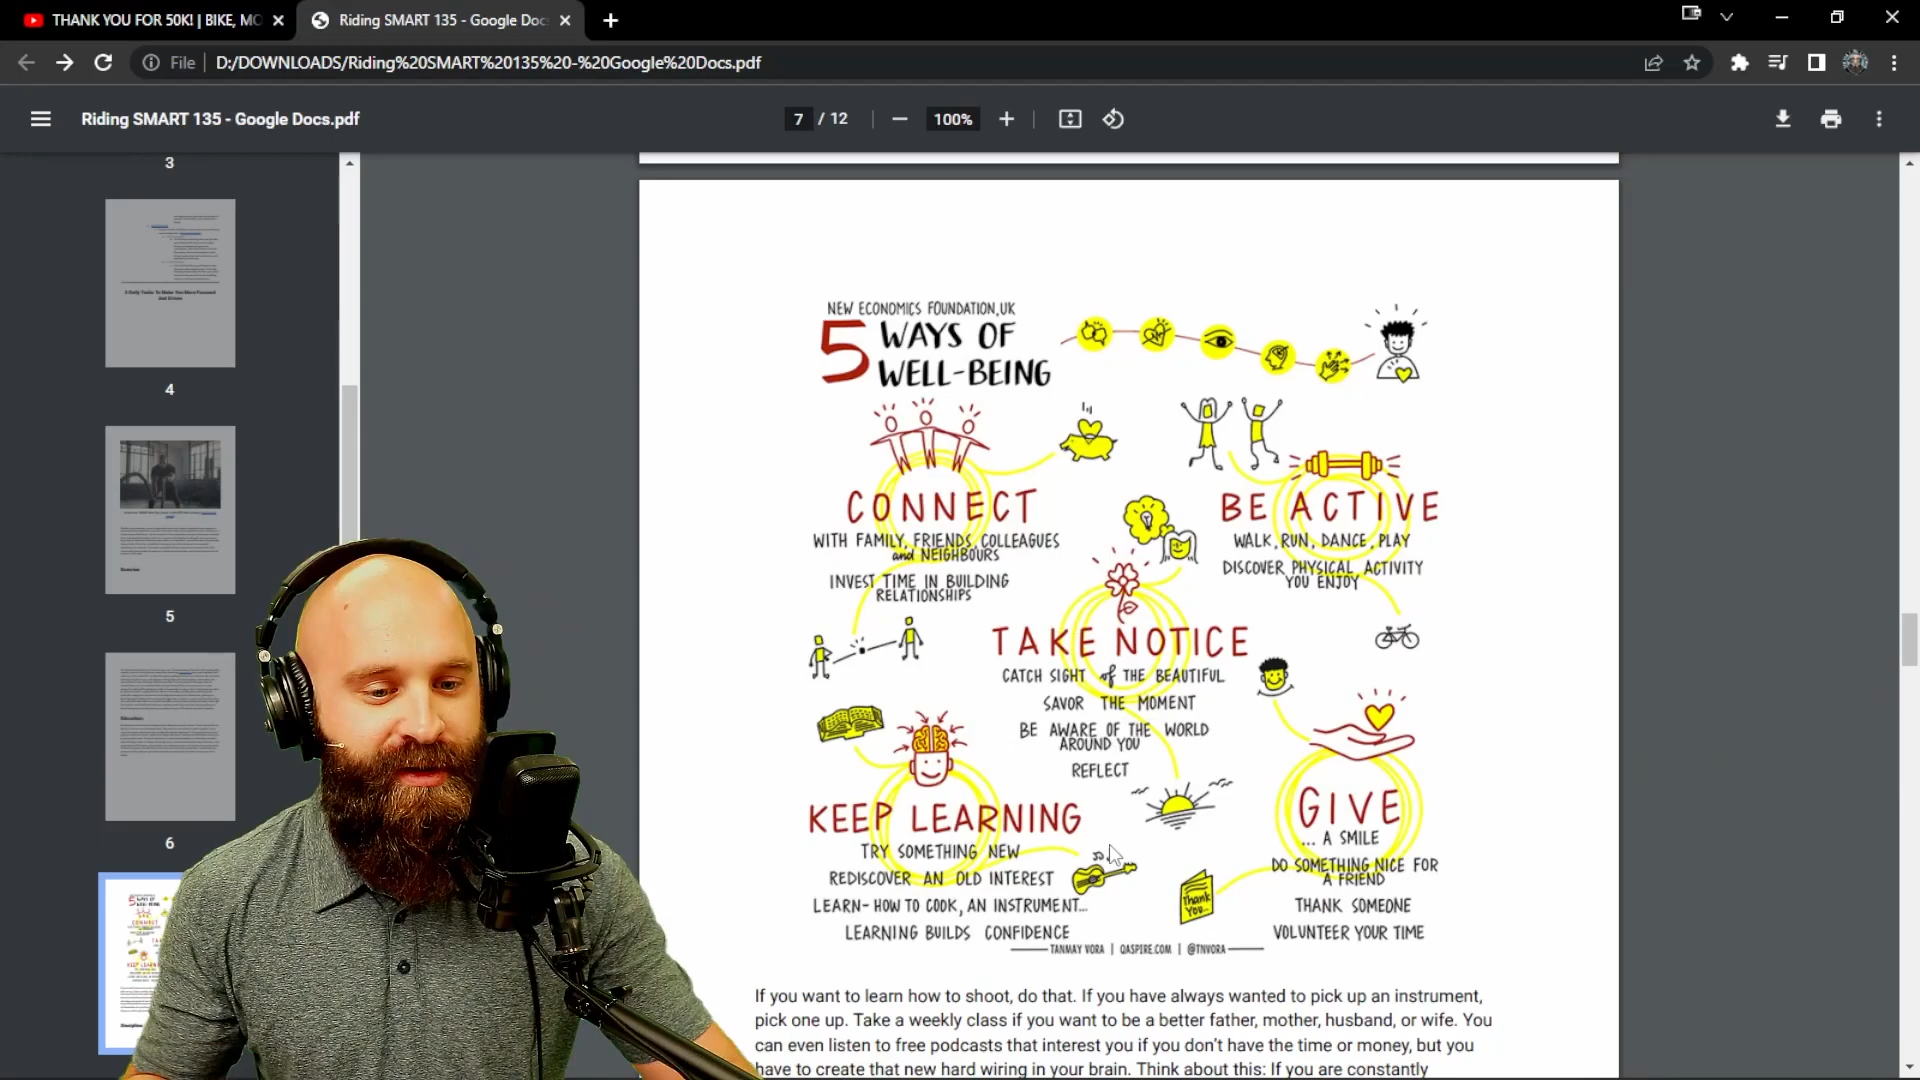 THANK YOU FOR 50K! | BIKE, MO
Riding SMART 135 - Google Doc
File
D:/DOWNLOADS/Riding%20SMART%20135%20-%20Google%20Docs.pdf
Riding SMART 135 - Google Docs.pdf
7 / 12
100%
3
4
5
6
NEW ECONOMICS FOUNDATION, UK
5 WAYS OF
WELL-BEING
CONNECT
WITH FAMILY, FRIENDS, COLLEAGUES
and NEIGHBOURS
INVEST TIME IN BUILDING
RELATIONSHIPS
BE ACTIVE
WALK, RUN, DANCE, PLAY
DISCOVER PHYSICAL ACTIVITY
YOU ENJOY
TAKE NOTICE
CATCH SIGHT of THE BEAUTIFUL
SAVOR THE MOMENT
BE AWARE OF THE WORLD
AROUND YOU
REFLECT
KEEP LEARNING
TRY SOMETHING NEW
REDISCOVER AN OLD INTEREST
LEARN- HOW TO COOK, AN INSTRUMENT...
LEARNING BUILDS CONFIDENCE
GIVE
... A SMILE
DO SOMETHING NICE FOR
A FRIEND
THANK SOMEONE
VOLUNTEER YOUR TIME
Thank
You..
TANMAY VORA | QASPIRE.COM | @TNVORA
If you want to learn how to shoot, do that. If you have always wanted to pick up an instrument,
pick one up. Take a weekly class if you want to be a better father, mother, husband, or wife. You
can even listen to free podcasts that interest you if you don't have the time or money, but you
have to create that new hard wiring in your brain. Think about this: If you are constantly